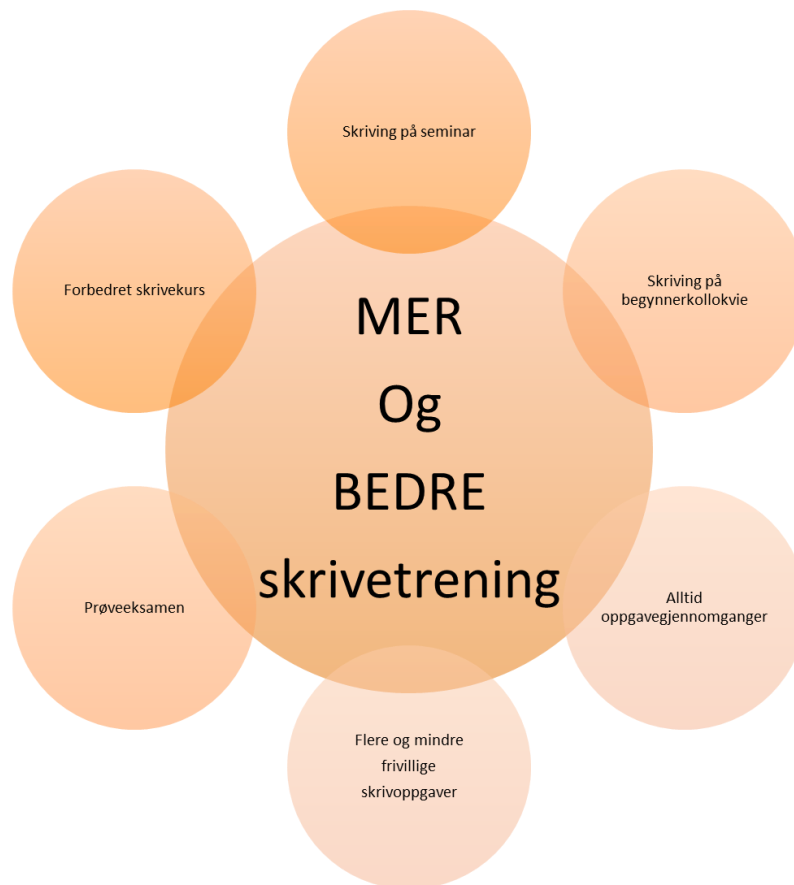 Skriving på seminar
Forbedret skrivekurs
Skriving på
begynnerkollokvie
MER
Og
BEDRE
skrivetrening
Prøveeksamen
Alltid
oppgavegjennomganger
Flere og mindre
frivillige
skrivoppgaver